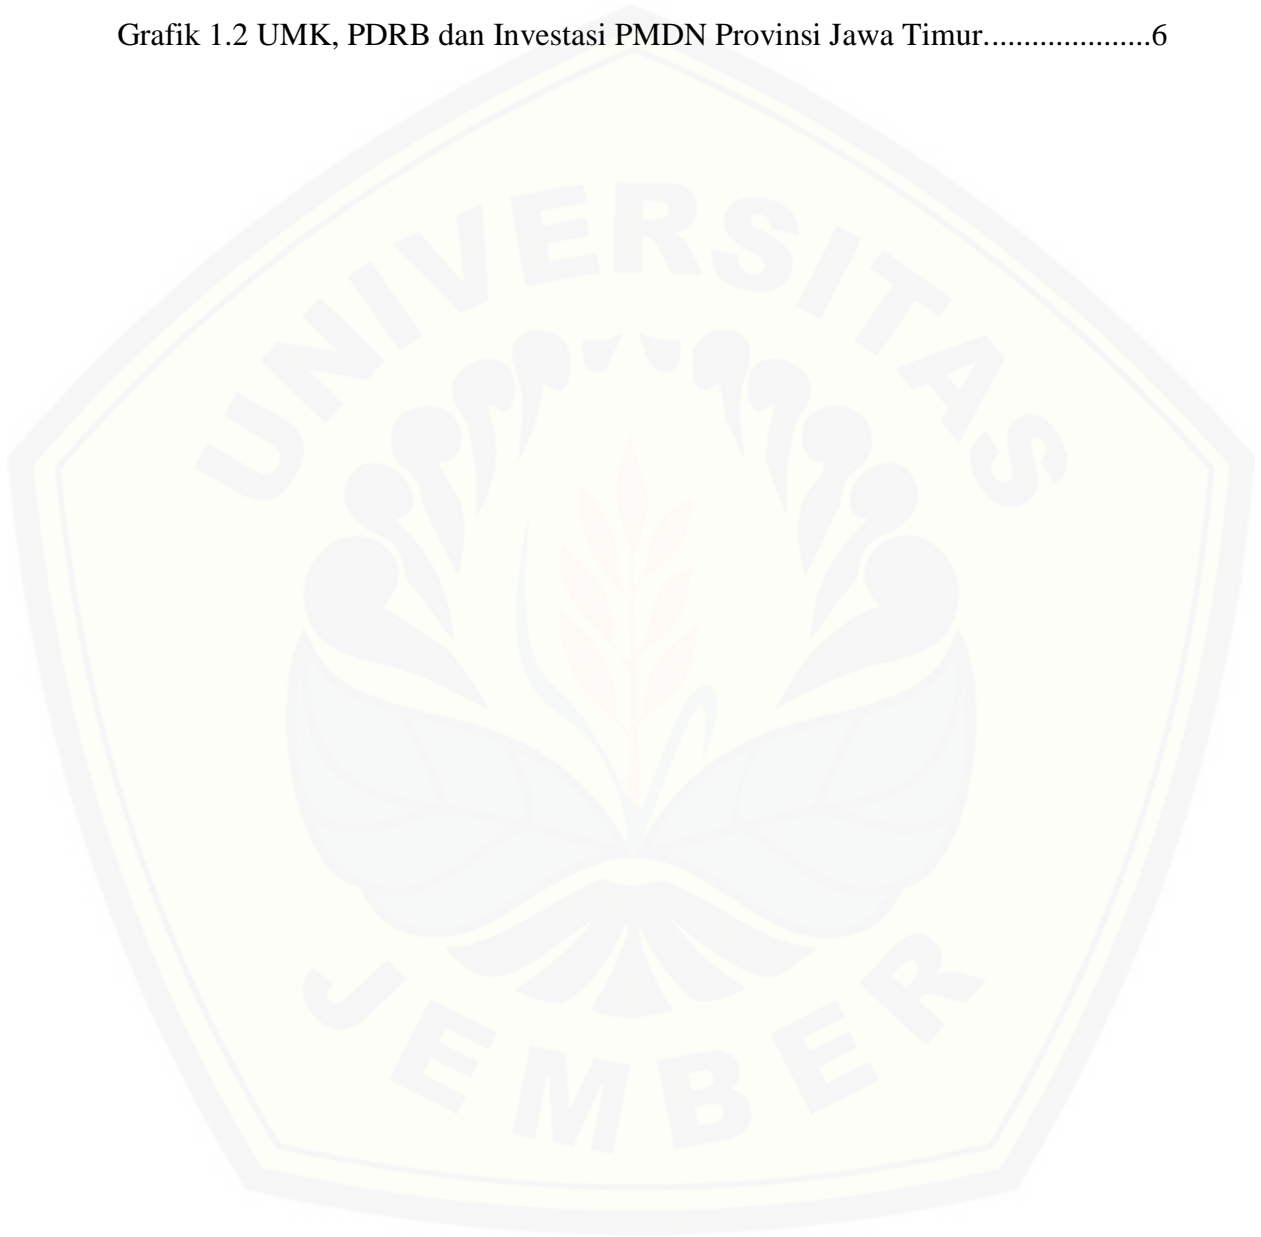 Grafik 1.2 UMK, PDRB dan Investasi PMDN Provinsi Jawa Timur....................6
UNIVERSITAS
JEMBER